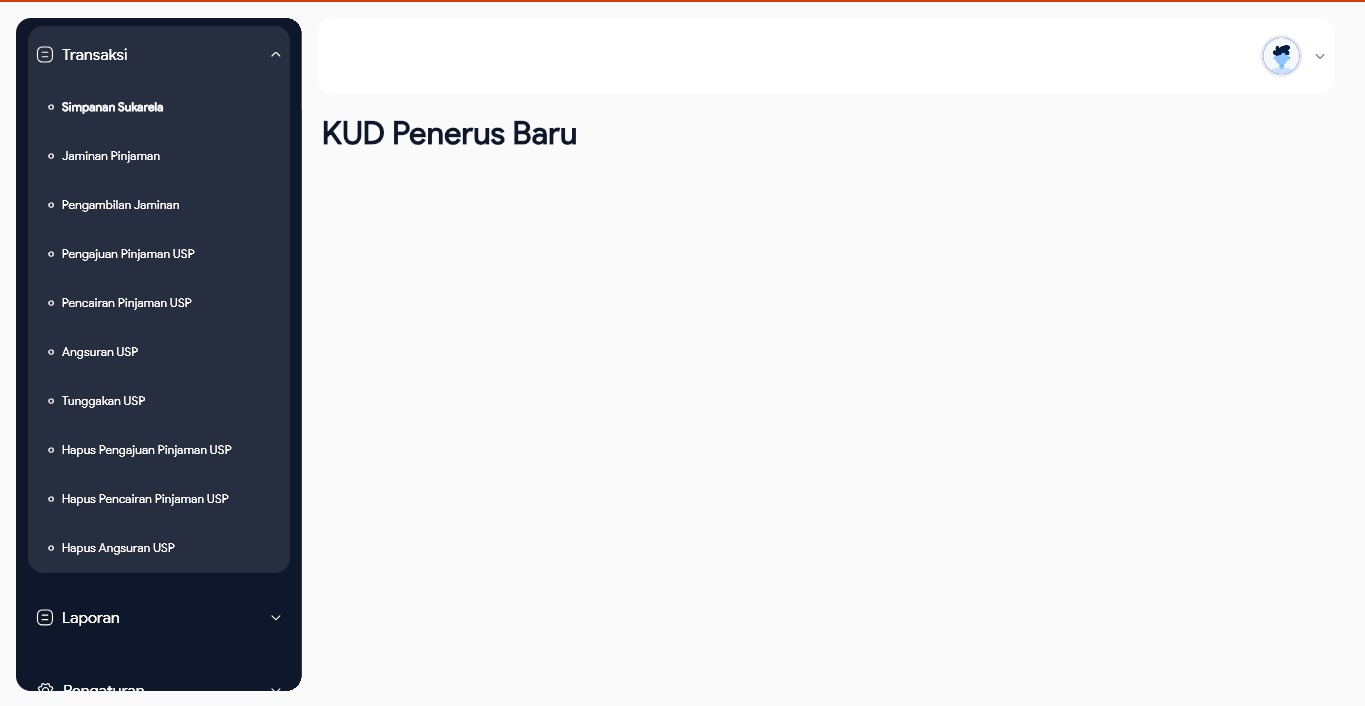 Transaksi
Simpanan Sukarela
Jaminan Pinjaman
Pengambilan Jaminan
Pengajuan Pinjaman USP
Pencairan Pinjaman USP
Angsuran USP
Tunggakan USP
Hapus Pengajuan Pinjaman USP
Hapus Pencairan Pinjaman USP
Hapus Angsuran USP
Laporan
Pengaturan
KUD Penerus Baru